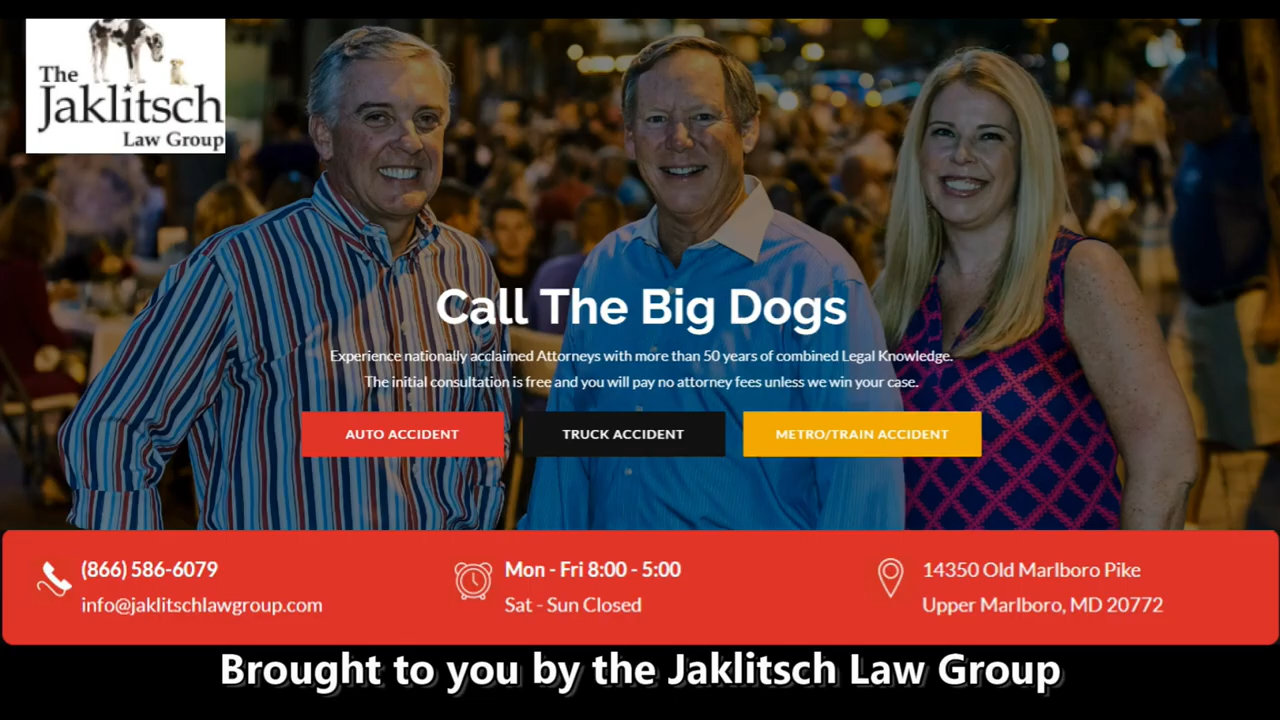 The
Jaklitsch
Law Group
Call The Big Dogs
Experience nationally acclaimed Attorneys with more than 50 years of combined Legal Knowledge.
The initial consultation is free and you will pay no attorney fees unless we win your case.
AUTO ACCIDENT
TRUCK ACCIDENT
METRO/TRAIN ACCIDENT
(866) 586-6079
info@jaklitschlawgroup.com
Mon - Fri 8:00 - 5:00
Sat - Sun Closed
14350 Old Marlboro Pike
Upper Marlboro, MD 20772
Brought to you by the Jaklitsch Law Group